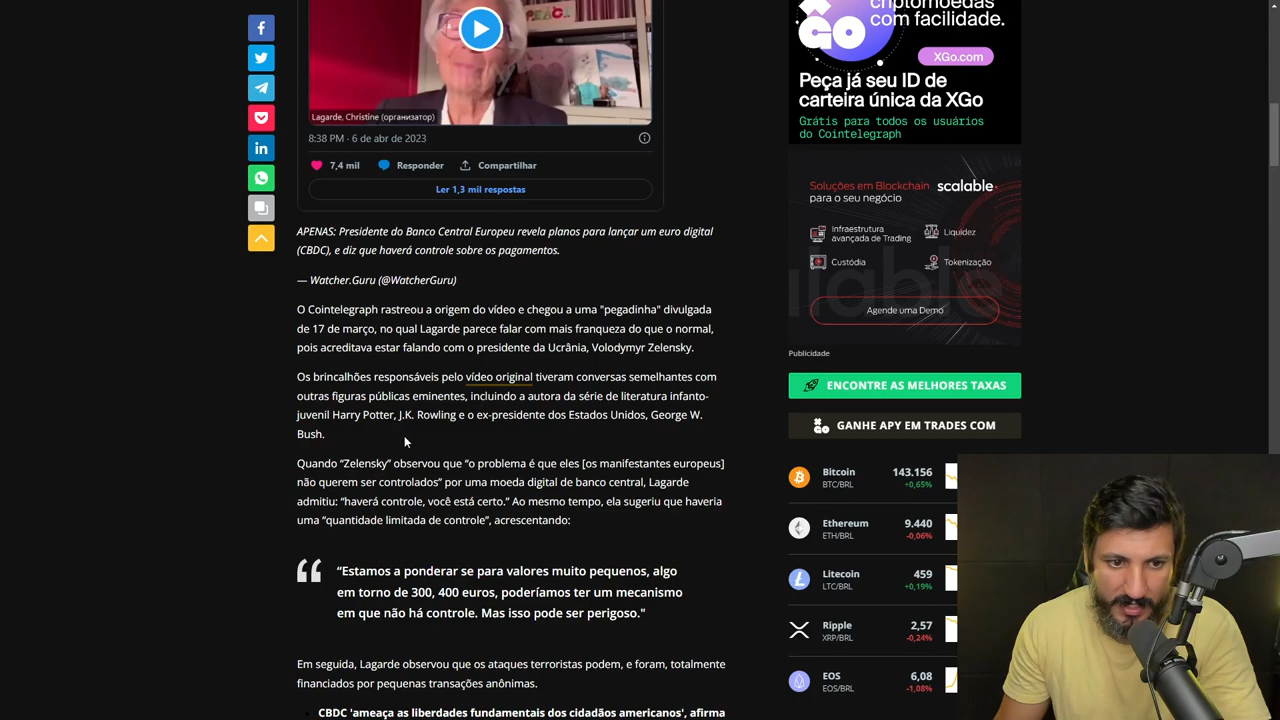 criptomoedas
com facilidade.
XGo.com
Peça já seu ID de
carteira única da XGo
Grátis para todos os usuários
do Cointelegraph
PEACE
Lagarde, Christine (организатор)
8:38 PM · 6 de abr de 2023
7,4 mil
Responder
Compartilhar
Ler 1,3 mil respostas
Soluções em Blockchain
para o seu negócio
scalable
Infraestrutura
avançada de Trading
Liquidez
Custódia
Tokenização
Agende uma Demo
Publicidade
APENAS: Presidente do Banco Central Europeu revela planos para lançar um euro digital
(CBDC), e diz que haverá controle sobre os pagamentos.
— Watcher.Guru (@WatcherGuru)
O Cointelegraph rastreou a origem do vídeo e chegou a uma "pegadinha" divulgada
de 17 de março, no qual Lagarde parece falar com mais franqueza do que o normal,
pois acreditava estar falando com o presidente da Ucrânia, Volodymyr Zelensky.
Os brincalhões responsáveis pelo vídeo original tiveram conversas semelhantes com
outras figuras públicas eminentes, incluindo a autora da série de literatura infanto-
juvenil Harry Potter, J.K. Rowling e o ex-presidente dos Estados Unidos, George W.
Bush.
Quando “Zelensky” observou que “o problema é que eles [os manifestantes europeus]
não querem ser controlados” por uma moeda digital de banco central, Lagarde
admitiu: “haverá controle, você está certo.” Ao mesmo tempo, ela sugeriu que haveria
uma “quantidade limitada de controle”, acrescentando:
“Estamos a ponderar se para valores muito pequenos, algo
em torno de 300, 400 euros, poderíamos ter um mecanismo
em que não há controle. Mas isso pode ser perigoso."
Em seguida, Lagarde observou que os ataques terroristas podem, e foram, totalmente
financiados por pequenas transações anônimas.
CBDC 'ameaça as liberdades fundamentais dos cidadãos americanos', afirma
ENCONTRE AS MELHORES TAXAS
GANHE APY EM TRADES COM
Bitcoin 143.156
BTC/BRL +0,65%
Ethereum 9.440
ETH/BRL -0,06%
Litecoin 459
LTC/BRL +0,19%
Ripple 2,57
XRP/BRL -0,24%
EOS 6,08
EOS/BRL -1,08%